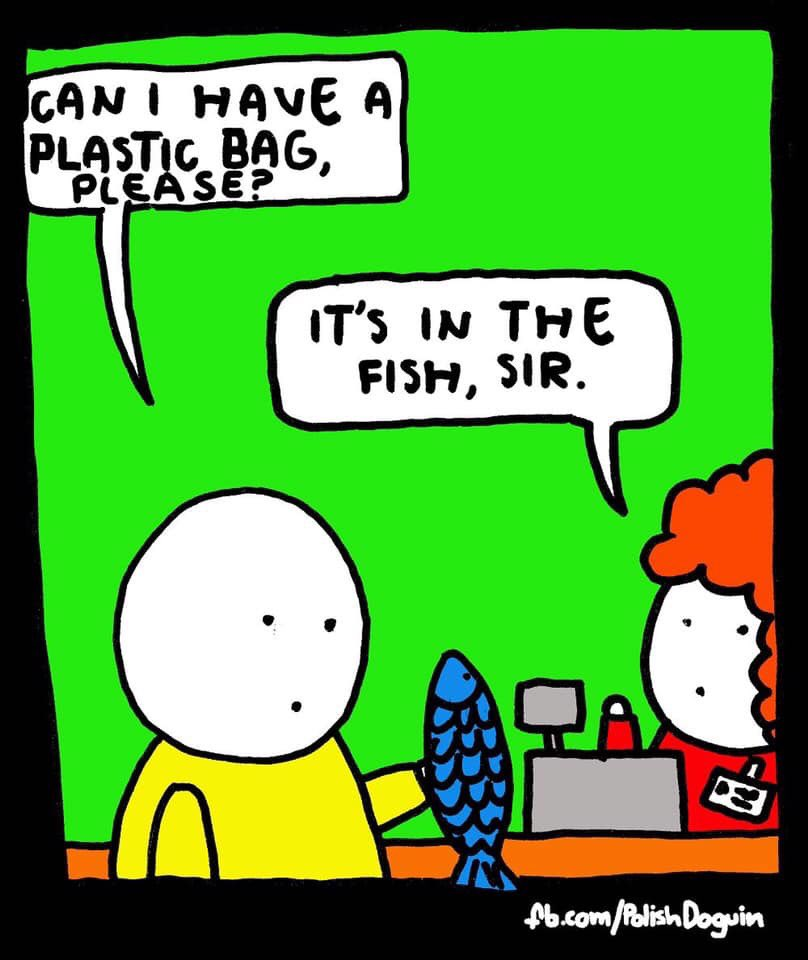 CAN I HAVE A
PLASTIC BAG,
PLEASE?
IT'S IN THE
FISH, SIR.
fb.com/PolishDoguin